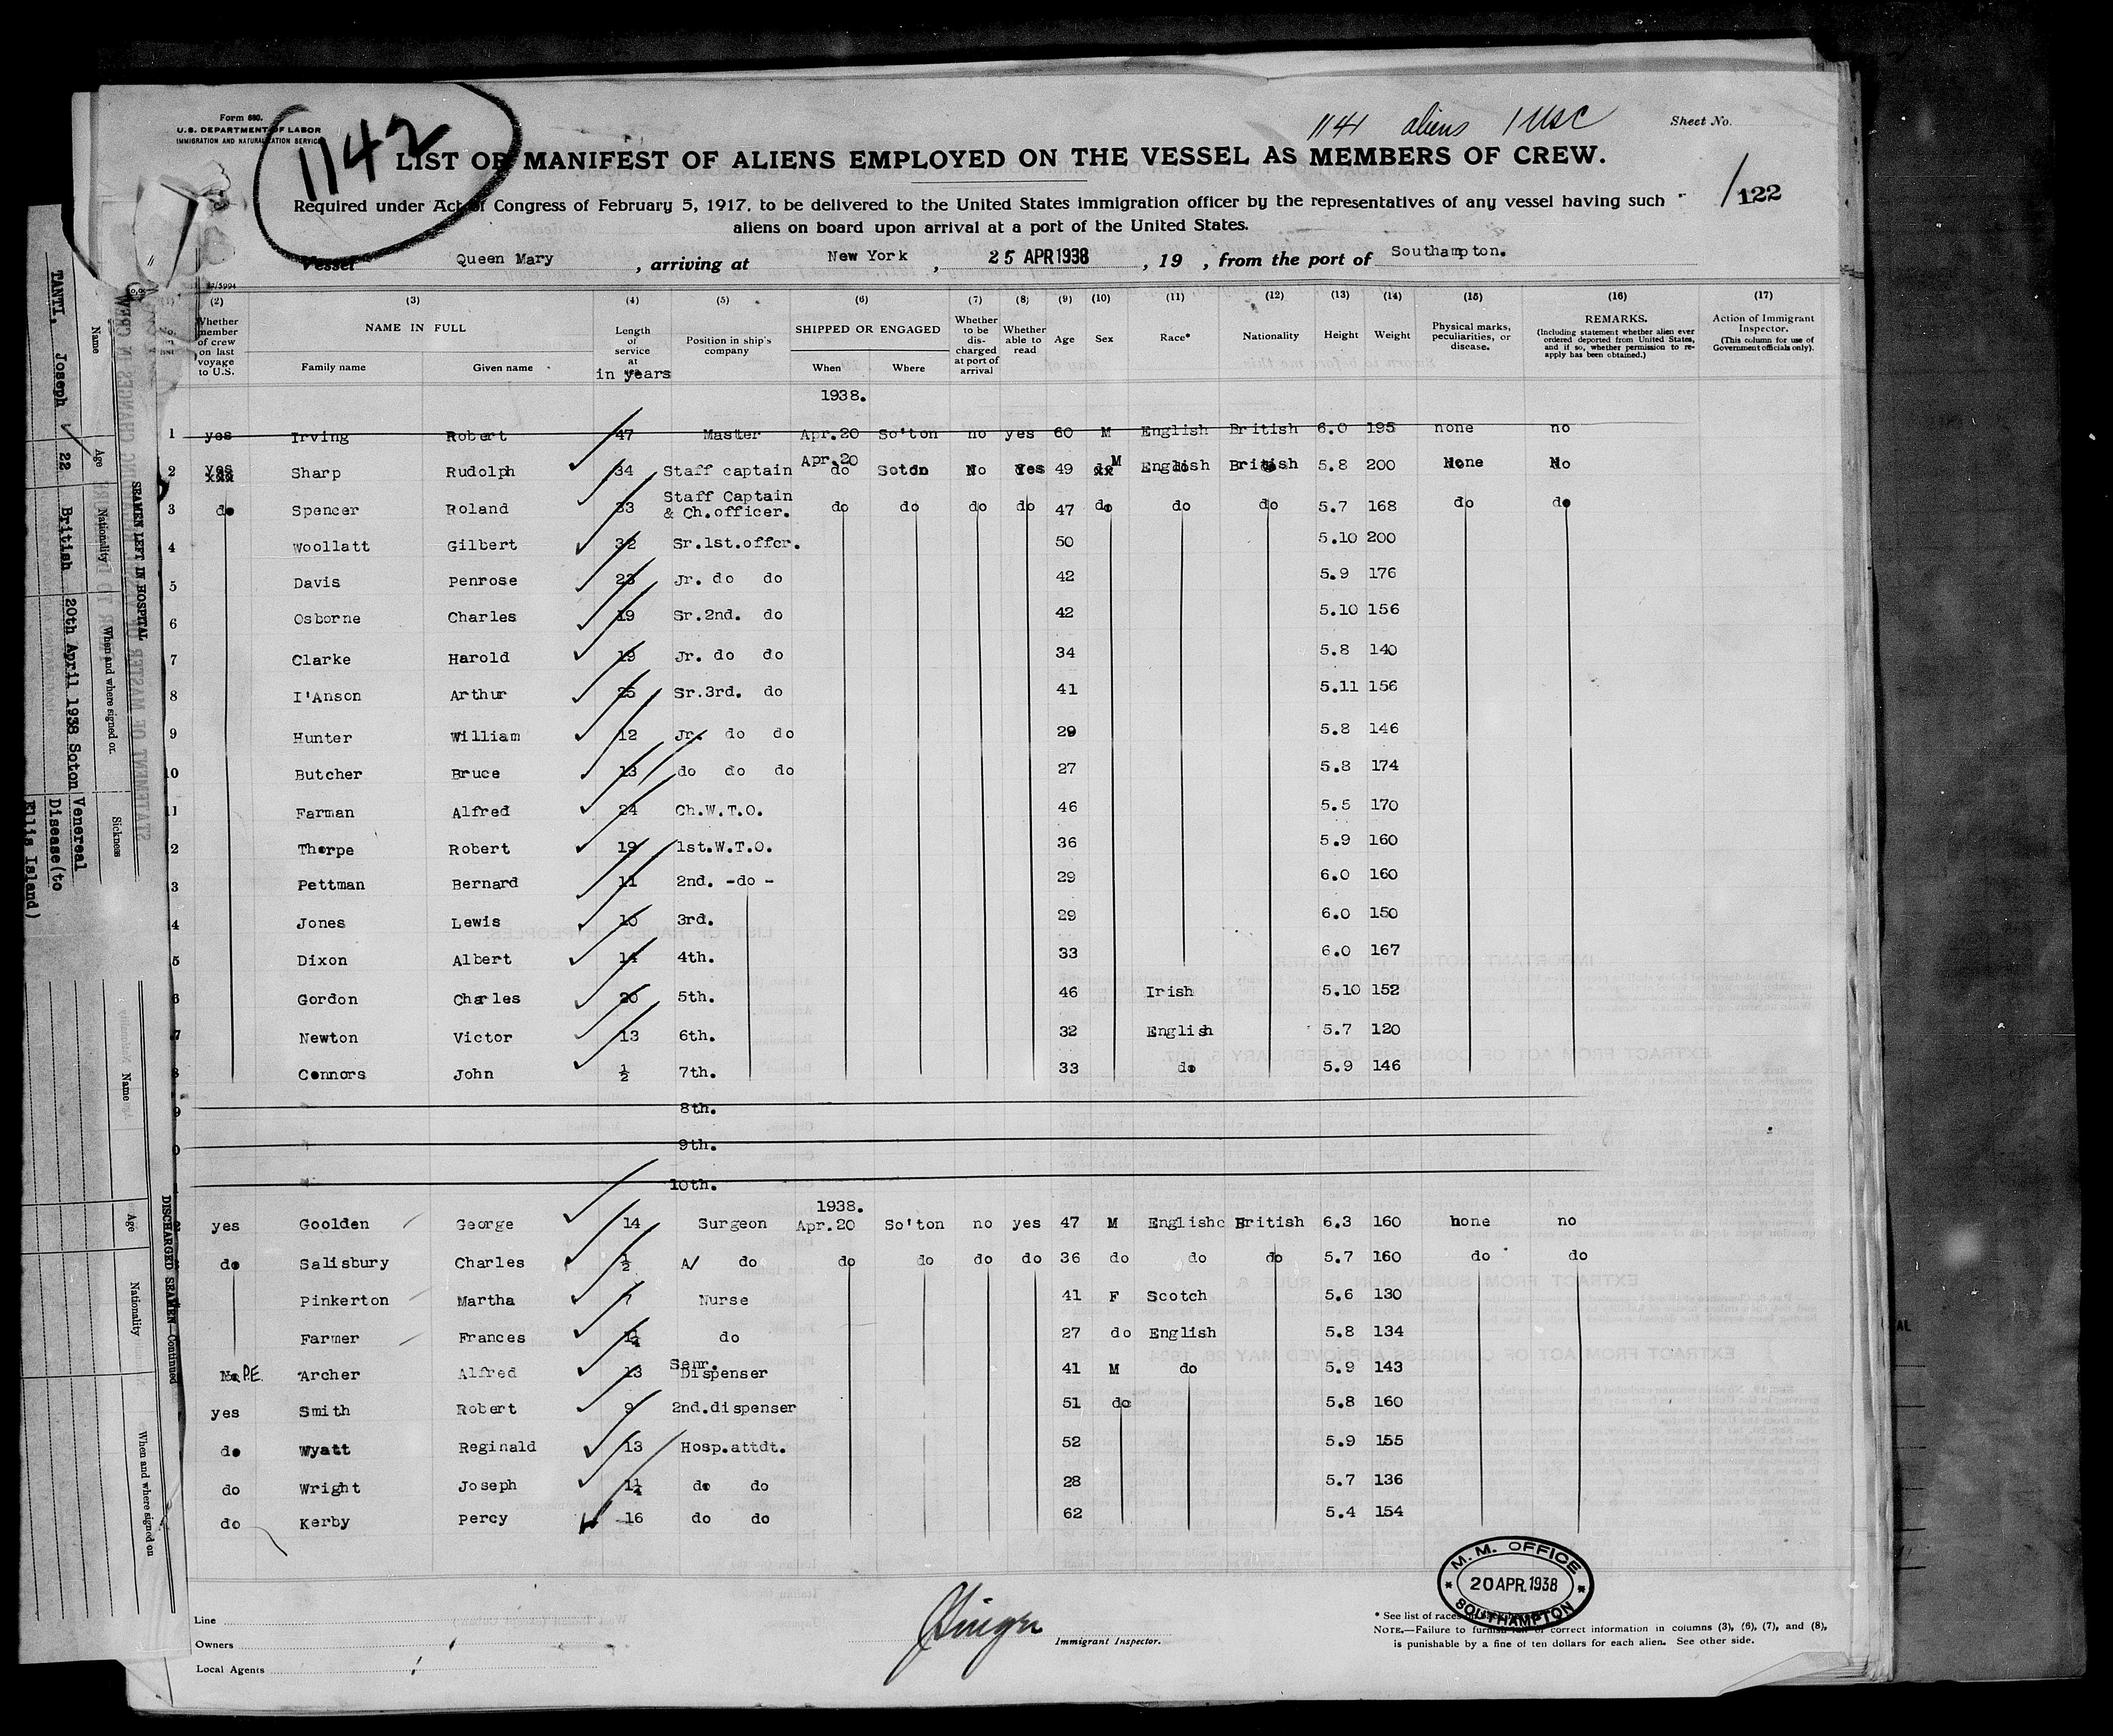 Form 680.
U.S. DEPARTMENT OF LABOR
IMMIGRATION AND NATURALIZATION SERVICE
1142
1141 aliens 1 USC
Sheet No.
LIST OR MANIFEST OF ALIENS EMPLOYED ON THE VESSEL AS MEMBERS OF CREW.
Required under Act of Congress of February 5, 1917, to be delivered to the United States immigration officer by the representatives of any vessel having such
aliens on board upon arrival at a port of the United States.
/122
Vessel Queen Mary, arriving at New York, 25 APR 1938, 19 , from the port of Southampton.
(2) (3) (4) (5) (6) (7) (8) (9) (10) (11) (12) (13) (14) (15) (16) (17)
Whether member of crew on last voyage to U.S.
NAME IN FULL
Family name Given name
Length of service at
in years
Position in ship's company
SHIPPED OR ENGAGED
When Where
Whether to be discharged at port of arrival
Whether able to read
Age Sex Race* Nationality Height Weight
Physical marks, peculiarities, or disease.
REMARKS.
(Including statement whether alien ever ordered deported from United States, and if so, whether permission to reapply has been obtained.)
Action of Immigrant Inspector.
(This column for use of Government officials only).
1938.
1 yes Irving Robert 47 Master Apr.20 So'ton no yes 60 M English British 6.0 195 none no
2 yes Sharp Rudolph 34 Staff captain Apr.20 Soton No Yes 49 M English British 5.8 200 None No
3 do Spencer Roland 33 Staff Captain & Ch.officer. do do do do 47 do do do 5.7 168 do do
4 Woollatt Gilbert 32 Sr.1st.offcr. 50 5.10 200
5 Davis Penrose 23 Jr. do do 42 5.9 176
6 Osborne Charles 19 Sr.2nd. do 42 5.10 156
7 Clarke Harold 19 Jr. do do 34 5.8 140
8 I'Anson Arthur 25 Sr.3rd. do 41 5.11 156
9 Hunter William 12 Jr. do do 29 5.8 146
10 Butcher Bruce 13 do do do 27 5.8 174
11 Farman Alfred 24 Ch.W.T.O. 46 5.5 170
2 Thorpe Robert 19 1st.W.T.O. 36 5.9 160
3 Pettman Bernard 11 2nd. -do- 29 6.0 160
4 Jones Lewis 10 3rd. 29 6.0 150
5 Dixon Albert 14 4th. 33 6.0 167
6 Gordon Charles 20 5th. 46 Irish 5.10 152
7 Newton Victor 13 6th. 32 English 5.7 120
8 Connors John ½ 7th. 33 do 5.9 146
9 8th.
0 9th.
10th.
1938.
yes Goolden George 14 Surgeon Apr.20 So'ton no yes 47 M English British 6.3 160 none no
do Salisbury Charles ½ A/ do do do do do 36 do do do 5.7 160 do do
Pinkerton Martha 7 Nurse 41 F Scotch 5.6 130
Farmer Frances do 27 do English 5.8 134
No P.E. Archer Alfred 13 Senr. Dispenser 41 M do 5.9 143
yes Smith Robert 9 2nd.dispenser 51 do 5.8 160
do Wyatt Reginald 13 Hosp.attdt. 52 5.9 155
do Wright Joseph 1¼ do do 28 5.7 136
do Kerby Percy 16 do do 62 5.4 154
M. M. OFFICE
20 APR. 1938
SOUTHAMPTON
Line
Owners
Local Agents
Immigrant Inspector.
* See list of races
NOTE.—Failure to furnish full or correct information in columns (3), (6), (7), and (8),
is punishable by a fine of ten dollars for each alien. See other side.
SEAMEN LEFT IN HOSPITAL
Name Age Nationality When and where signed on. Sickness
TANTI, Joseph 22 British 20th April 1938 Soton Venereal
Disease(to
Ellis Island)
STATEMENT OF MASTER
CHANGES IN CREW
DISCHARGED SEAMEN—Continued
Name Age Nationality When and where signed on